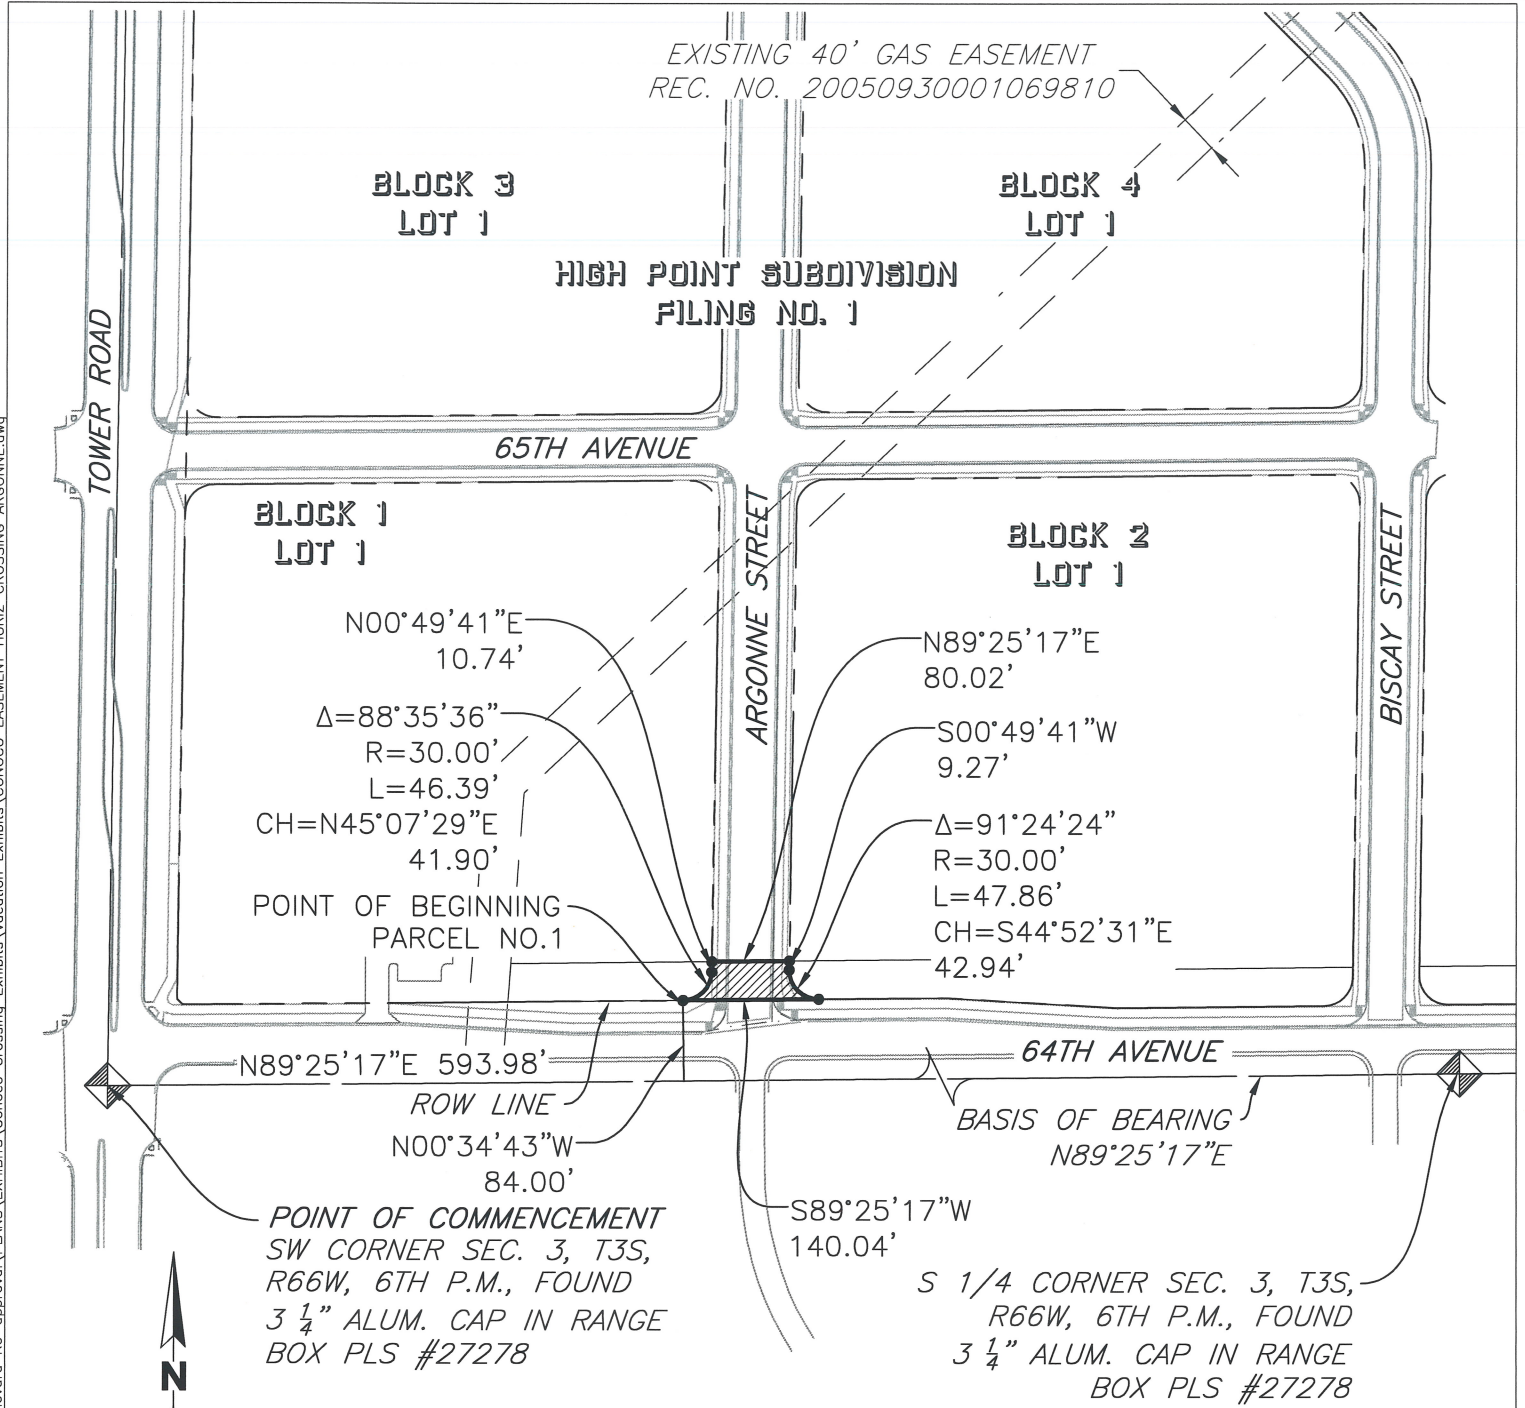 EXISTING 40' GAS EASEMENT
REC. NO. 20050930001069810
BLOCK 3
LOT 1
BLOCK 4
LOT 1
HIGH POINT SUBDIVISION
FILING NO. 1
TOWER ROAD
65TH AVENUE
BLOCK 1
LOT 1
ARGONNE STREET
BLOCK 2
LOT 1
BISCAY STREET
N00°49'41"E
10.74'
N89°25'17"E
80.02'
Δ=88°35'36"
R=30.00'
L=46.39'
CH=N45°07'29"E
41.90'
S00°49'41"W
9.27'
Δ=91°24'24"
R=30.00'
L=47.86'
CH=S44°52'31"E
42.94'
POINT OF BEGINNING
PARCEL NO.1
N89°25'17"E 593.98'
64TH AVENUE
ROW LINE
BASIS OF BEARING
N89°25'17"E
N00°34'43"W
84.00'
S89°25'17"W
140.04'
POINT OF COMMENCEMENT
SW CORNER SEC. 3, T3S,
R66W, 6TH P.M., FOUND
3 1/4" ALUM. CAP IN RANGE
BOX PLS #27278
S 1/4 CORNER SEC. 3, T3S,
R66W, 6TH P.M., FOUND
3 1/4" ALUM. CAP IN RANGE
BOX PLS #27278
N